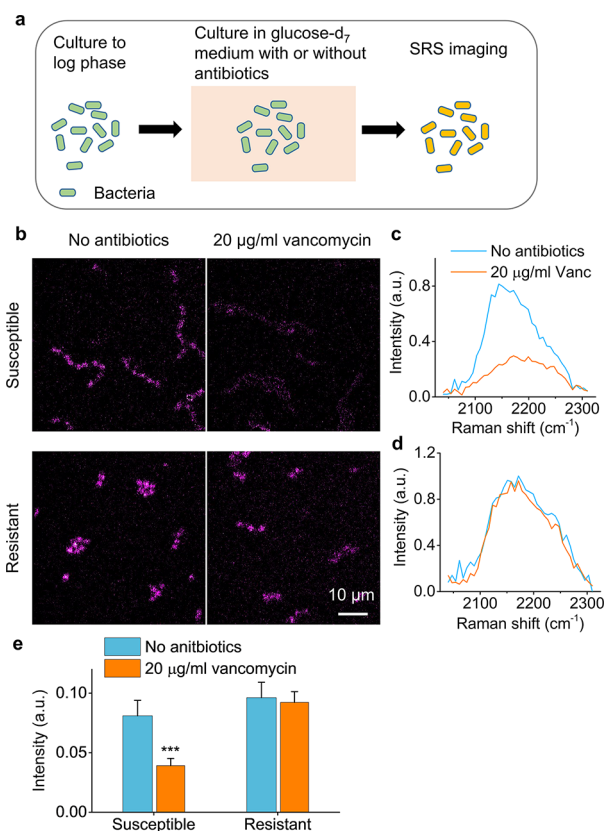 a
Culture to
log phase
Culture in glucose-d7
medium with or without
antibiotics
SRS imaging
Bacteria
b
No antibiotics
20 μg/ml vancomycin
Susceptible
Resistant
10 μm
c
No antibiotics
20 μg/ml Vanc
Intentsity (a.u.)
0.8
0.4
0.0
2100
2200
2300
Raman shift (cm-1)
d
Intensity (a.u.)
1.2
0.8
0.4
0.0
2100
2200
2300
Raman shift (cm-1)
e
No anitbiotics
20 μg/ml vancomycin
Intensity (a.u.)
0.10
0.05
0.00
***
Susceptible
Resistant